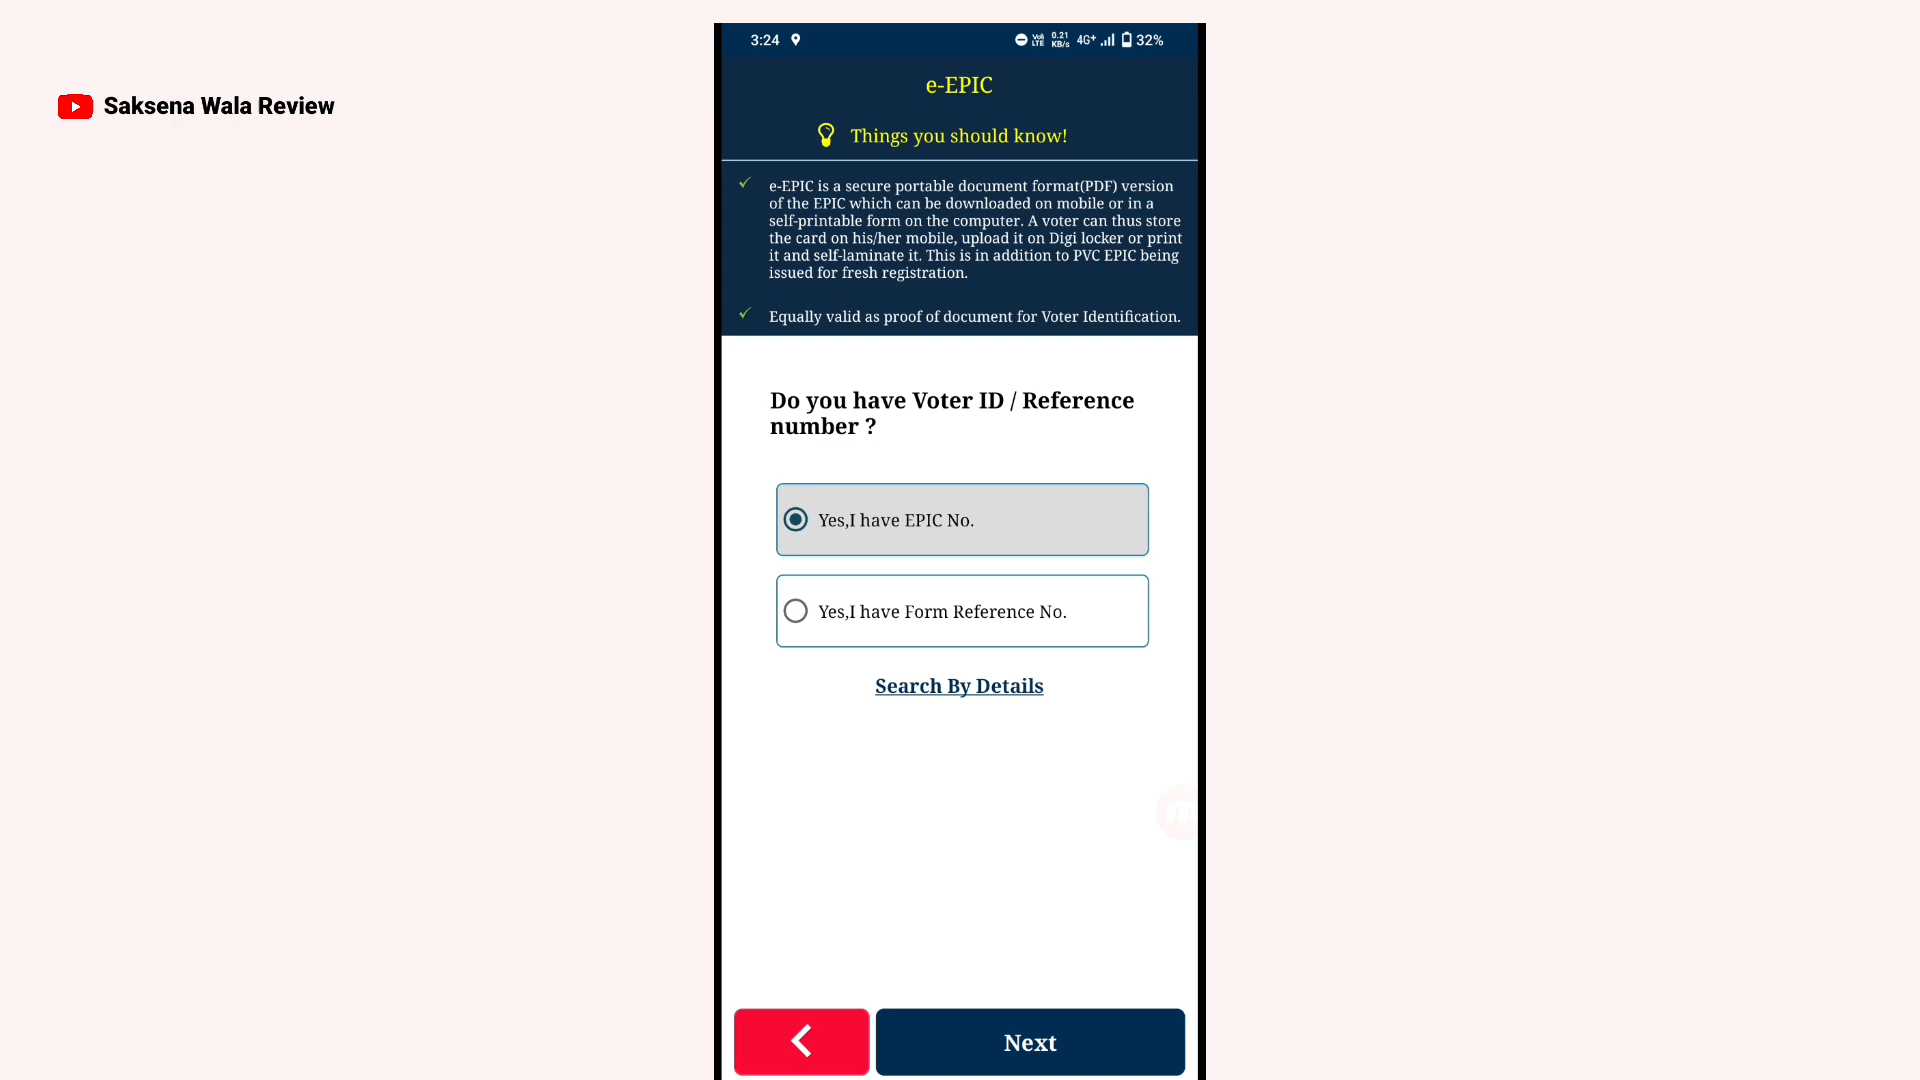 3:24
Vo)) LTE
0.21 KB/s
4G+
32%
Saksena Wala Review
e-EPIC
Things you should know!
e-EPIC is a secure portable document format(PDF) version
of the EPIC which can be downloaded on mobile or in a
self-printable form on the computer. A voter can thus store
the card on his/her mobile, upload it on Digi locker or print
it and self-laminate it. This is in addition to PVC EPIC being
issued for fresh registration.
Equally valid as proof of document for Voter Identification.
Do you have Voter ID / Reference
number ?
Yes,I have EPIC No.
Yes,I have Form Reference No.
Search By Details
Next